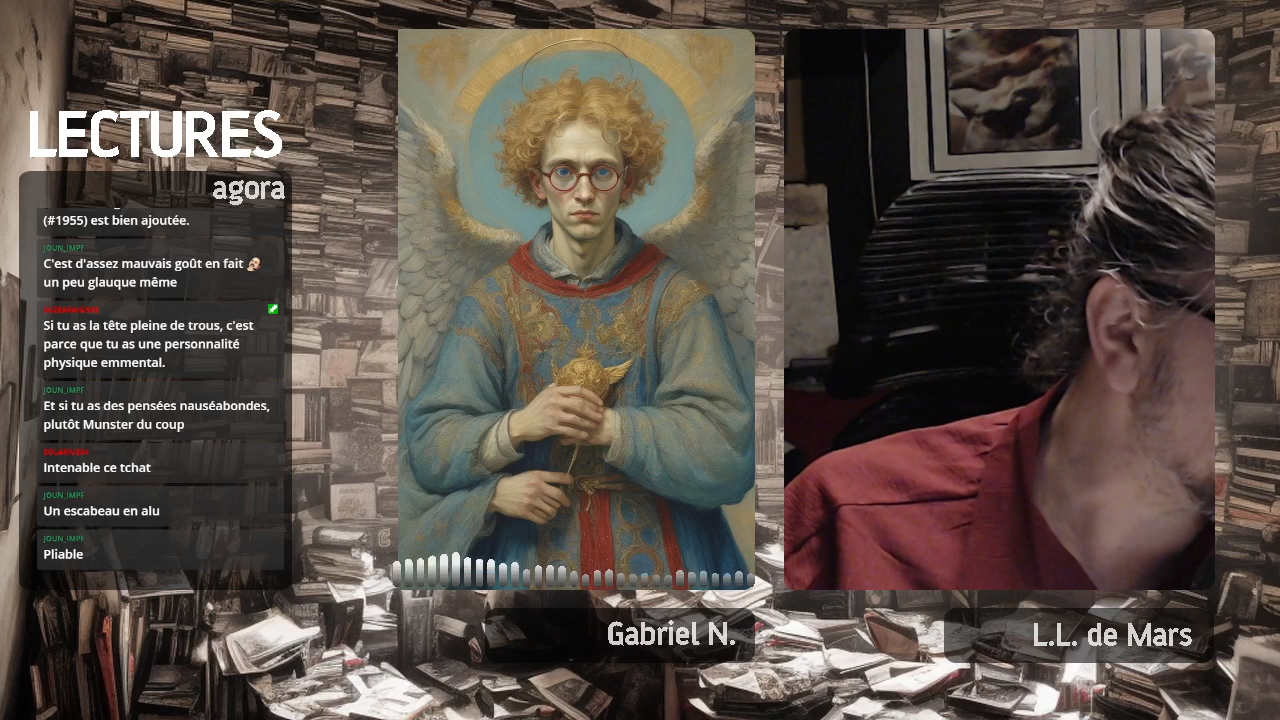 LECTURES
agora
(#1955) est bien ajoutée.
JOUN_IMPF
C'est d'assez mauvais goût en fait
un peu glauque même
Si tu as la tête pleine de trous, c'est
parce que tu as une personnalité
physique emmental.
JOUN_IMPF
Et si tu as des pensées nauséabondes,
plutôt Munster du coup
Intenable ce tchat
JOUN_IMPF
Un escabeau en alu
JOUN_IMPF
Pliable
Gabriel N.
L.L. de Mars